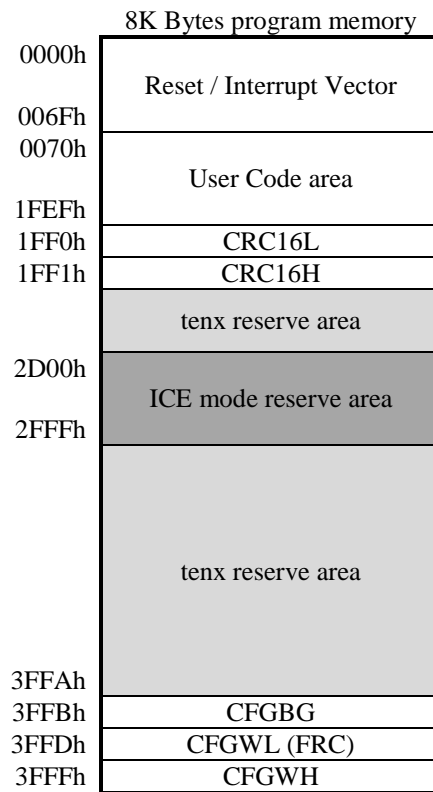 8K Bytes program memory
0000h
Reset / Interrupt Vector
006Fh
0070h
User Code area
1FEFh
1FF0h CRC16L
1FF1h CRC16H
tenx reserve area
2D00h
ICE mode reserve area
2FFFh
tenx reserve area
3FFAh
3FFBh CFGBG
3FFDh CFGWL (FRC)
3FFFh CFGWH